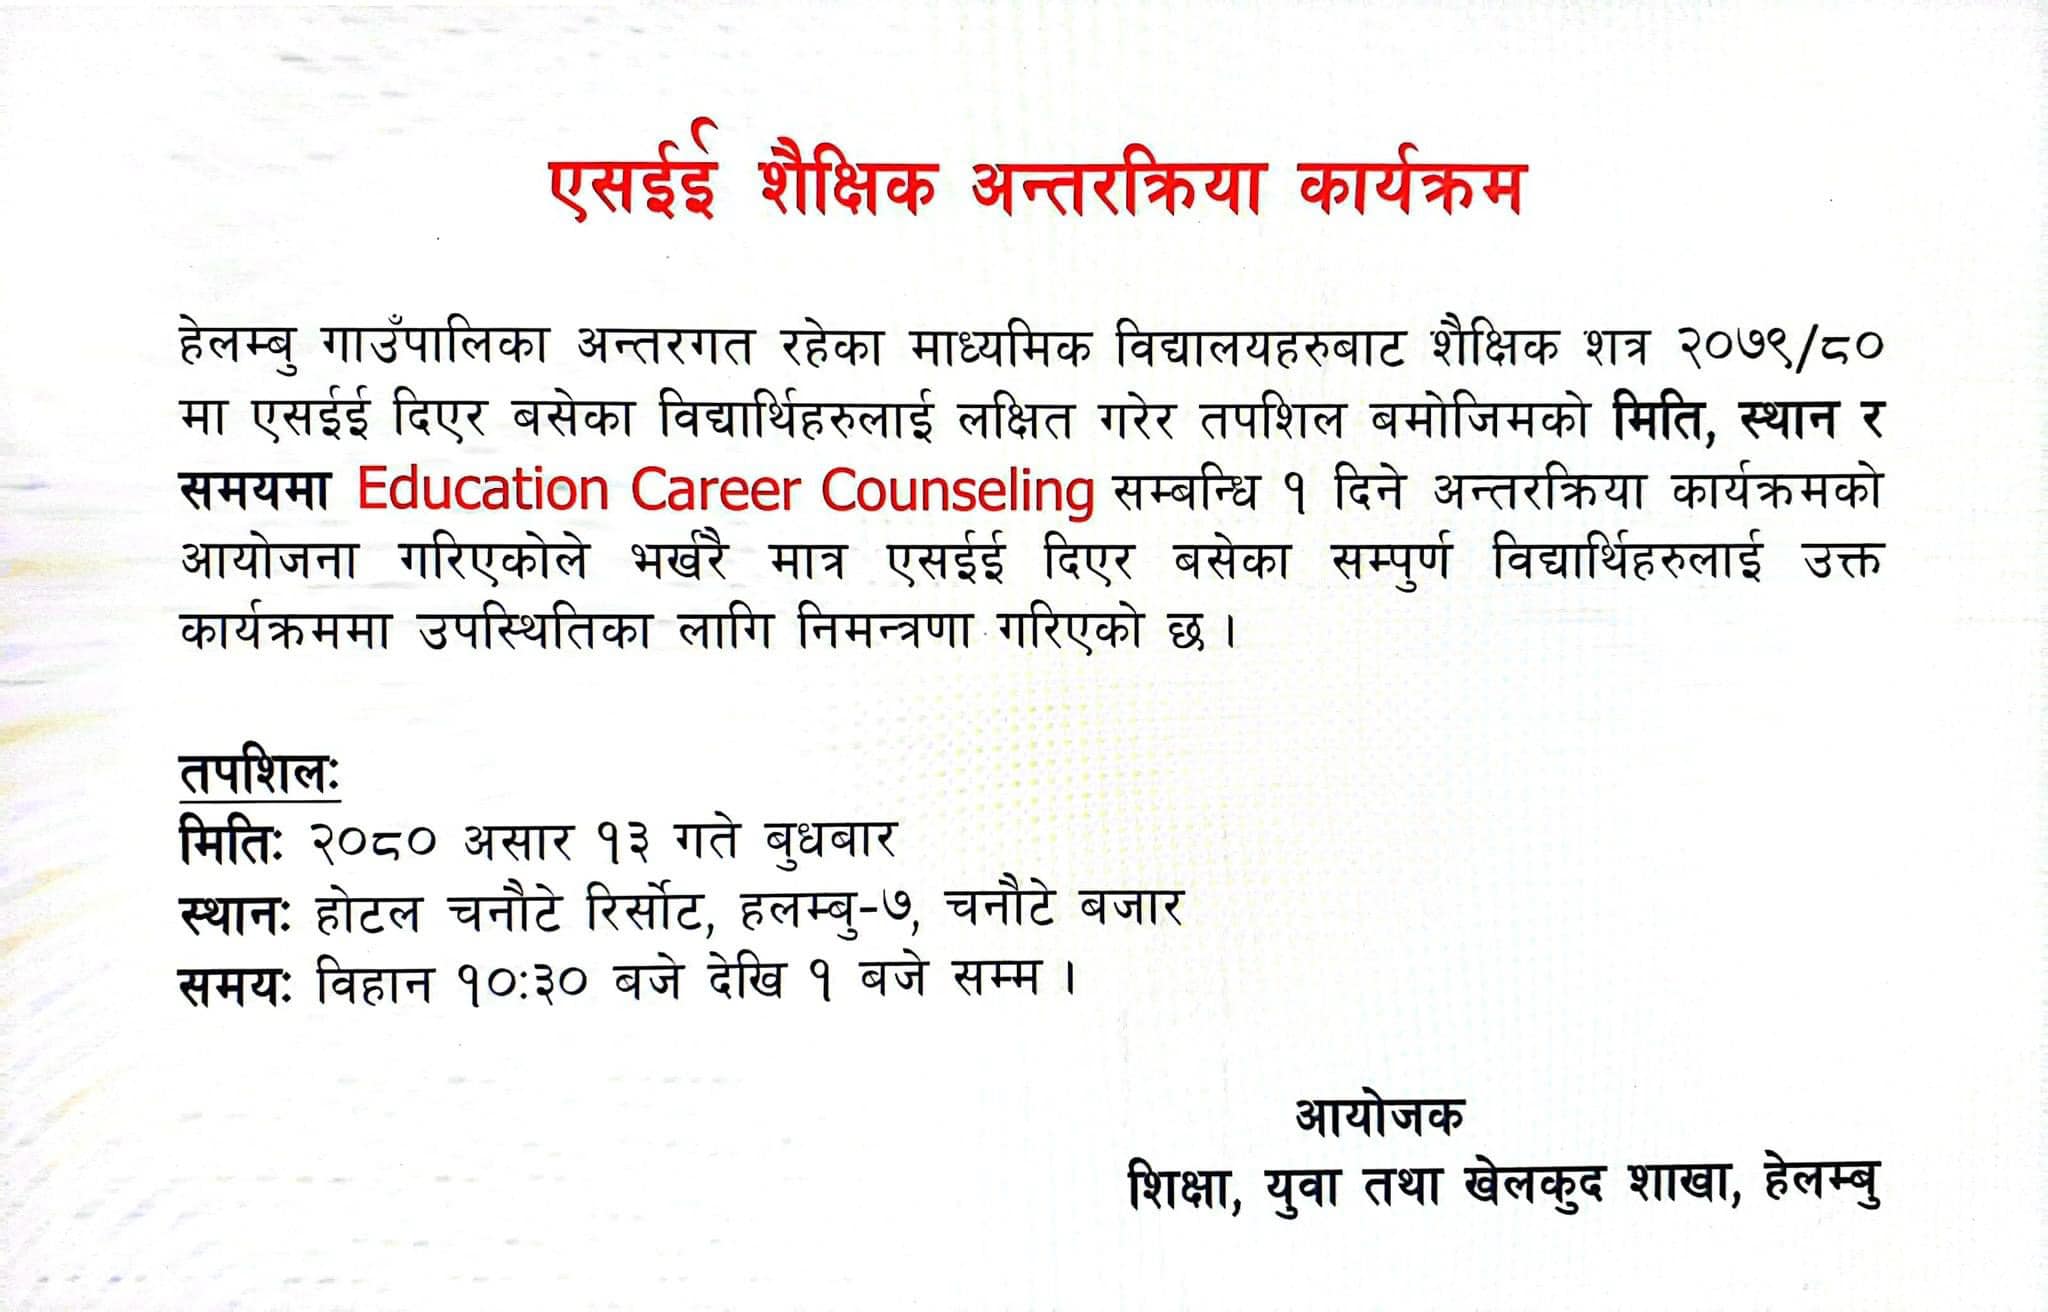 एसईई शैक्षिक अन्तरक्रिया कार्यक्रम
हेलम्बु गाउँपालिका अन्तरगत रहेका माध्यमिक विद्यालयहरुबाट शैक्षिक शत्र २०७९/८०
मा एसईई दिएर बसेका विद्यार्थिहरुलाई लक्षित गरेर तपशिल बमोजिमको मिति, स्थान र
समयमा Education Career Counseling सम्बन्धि १ दिने अन्तरक्रिया कार्यक्रमको
आयोजना गरिएकोले भर्खरै मात्र एसईई दिएर बसेका सम्पुर्ण विद्यार्थिहरुलाई उक्त
कार्यक्रममा उपस्थितिका लागि निमन्त्रणा गरिएको छ ।
तपशिलः
मितिः २०८० असार १३ गते बुधबार
स्थानः होटल चनौटे रिर्सोट, हलम्बु-७, चनौटे बजार
समयः विहान १०:३० बजे देखि १ बजे सम्म ।
आयोजक
शिक्षा, युवा तथा खेलकुद शाखा, हेलम्बु